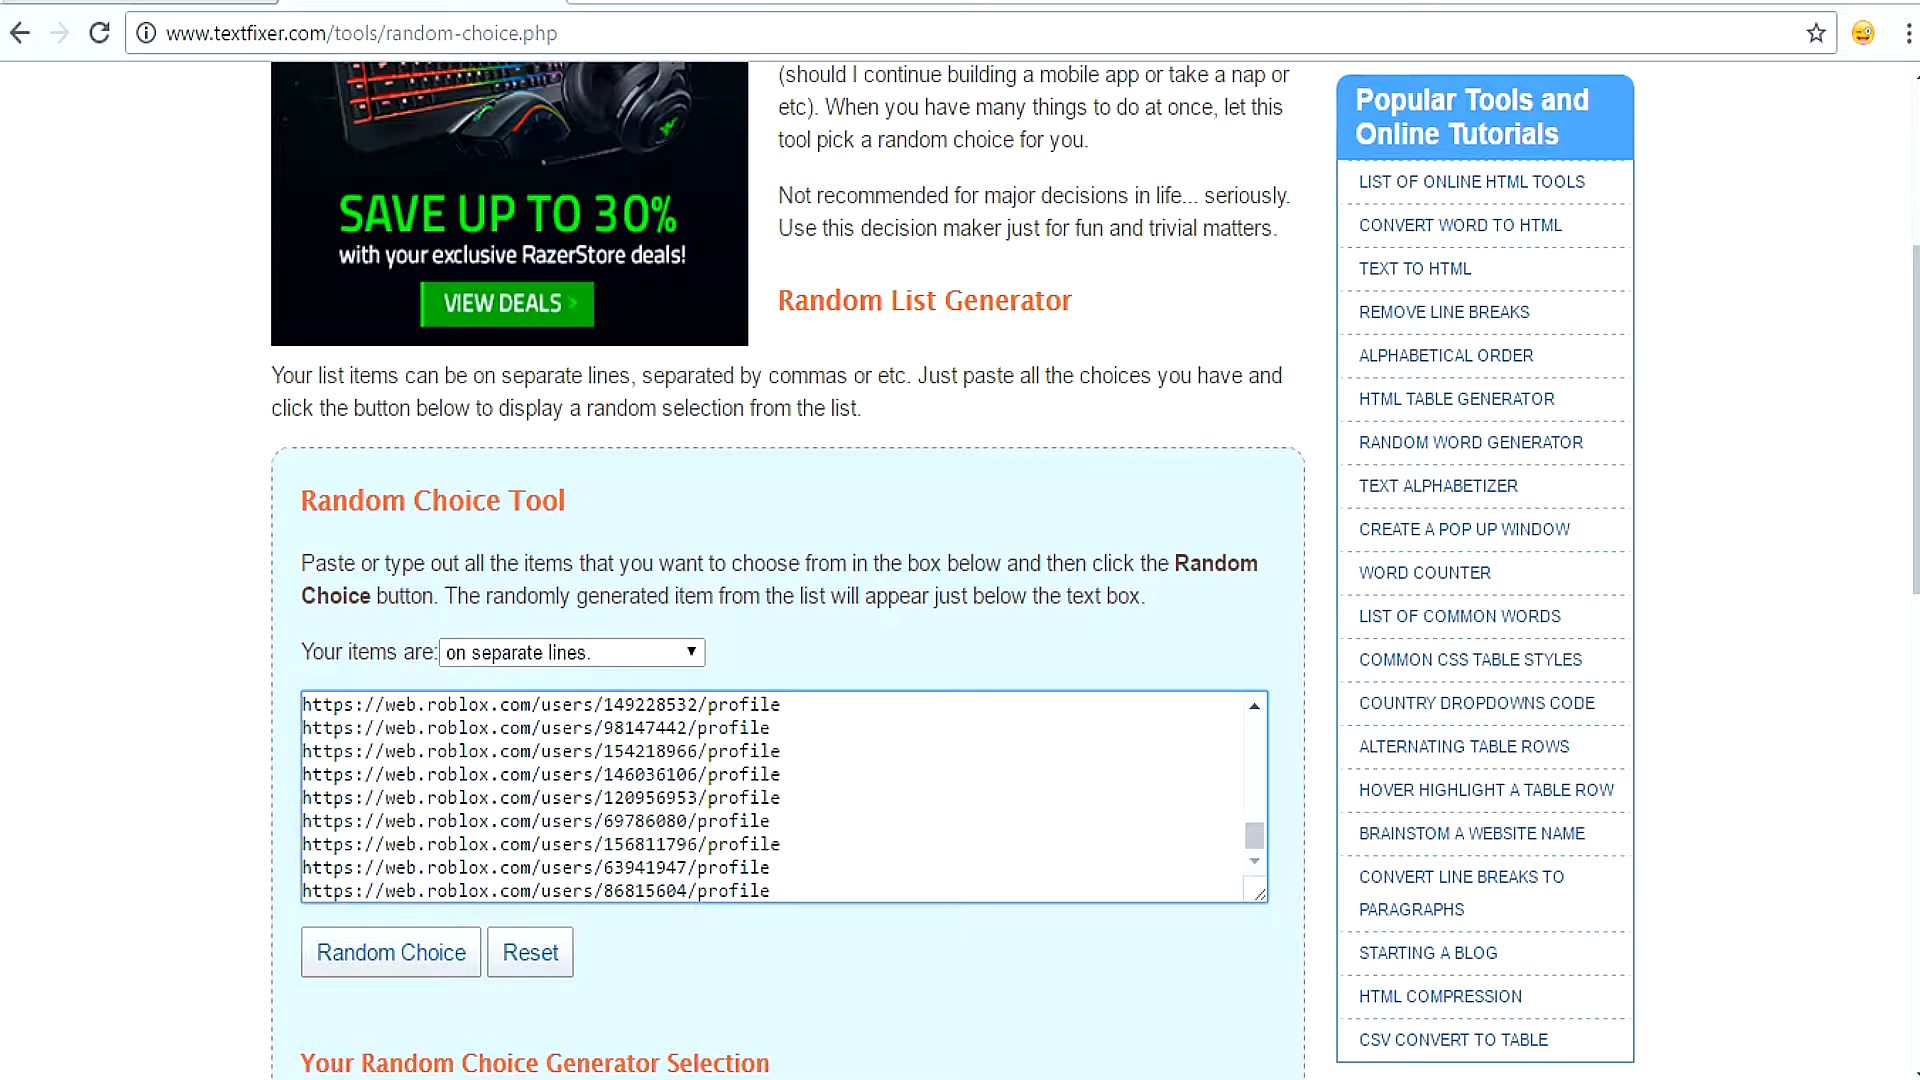 www.textfixer.com/tools/random-choice.php
SAVE UP TO 30%
with your exclusive RazerStore deals!
VIEW DEALS >
(should I continue building a mobile app or take a nap or
etc). When you have many things to do at once, let this
tool pick a random choice for you.
Not recommended for major decisions in life... seriously.
Use this decision maker just for fun and trivial matters.
Random List Generator
Your list items can be on separate lines, separated by commas or etc. Just paste all the choices you have and
click the button below to display a random selection from the list.
Random Choice Tool
Paste or type out all the items that you want to choose from in the box below and then click the Random
Choice button. The randomly generated item from the list will appear just below the text box.
Your items are: on separate lines.
https://web.roblox.com/users/149228532/profile
https://web.roblox.com/users/98147442/profile
https://web.roblox.com/users/154218966/profile
https://web.roblox.com/users/146036106/profile
https://web.roblox.com/users/120956953/profile
https://web.roblox.com/users/69786080/profile
https://web.roblox.com/users/156811796/profile
https://web.roblox.com/users/63941947/profile
https://web.roblox.com/users/86815604/profile
Random Choice Reset
Your Random Choice Generator Selection
Popular Tools and
Online Tutorials
LIST OF ONLINE HTML TOOLS
CONVERT WORD TO HTML
TEXT TO HTML
REMOVE LINE BREAKS
ALPHABETICAL ORDER
HTML TABLE GENERATOR
RANDOM WORD GENERATOR
TEXT ALPHABETIZER
CREATE A POP UP WINDOW
WORD COUNTER
LIST OF COMMON WORDS
COMMON CSS TABLE STYLES
COUNTRY DROPDOWNS CODE
ALTERNATING TABLE ROWS
HOVER HIGHLIGHT A TABLE ROW
BRAINSTOM A WEBSITE NAME
CONVERT LINE BREAKS TO
PARAGRAPHS
STARTING A BLOG
HTML COMPRESSION
CSV CONVERT TO TABLE